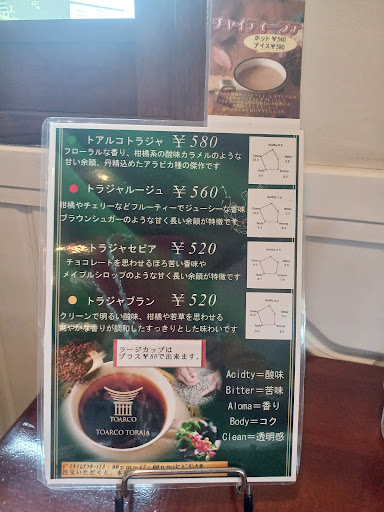 チャイティーラテ
ホット ¥540
アイス¥580
トアルコトラジャ ¥580
フローラルな香り、柑橘系の酸味カラメルのような
甘い余韻、丹精込めたアラビカ種の傑作です
トラジャルージュ ¥560
柑橘やチェリーなどフルーティーでジューシーな香味
ブラウンシュガーのような甘く長い余韻が特徴です
トラジャセピア ¥520
チョコレートを思わせるほろ苦い香味や
メイプルシロップのような甘く長い余韻が特徴です
トラジャブラン ¥520
クリーンで明るい酸味、柑橘や若草を思わせる
爽やかな香りが調和したすっきりとした味わいです
ラージカップは
プラス¥80で出来ます。
Acidty=酸味
Bitter=苦味
Aloma=香り
Body=コク
Clean=透明感
TOARCO
TOARCO TORAJA
注文いただくと、